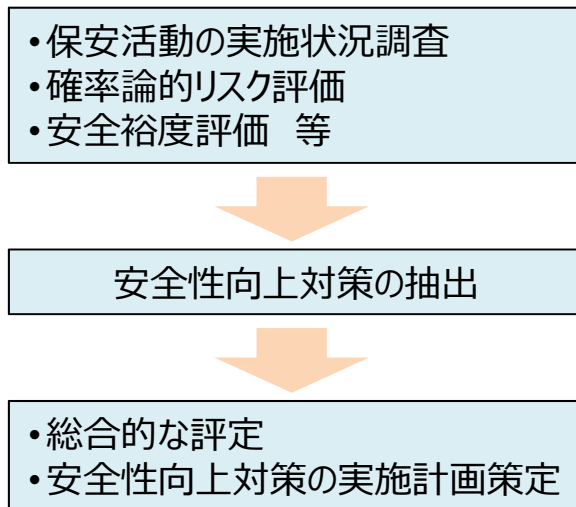 •保安活動の実施状況調査
•確率論的リスク評価
•安全裕度評価　等
安全性向上対策の抽出
•総合的な評定
•安全性向上対策の実施計画策定